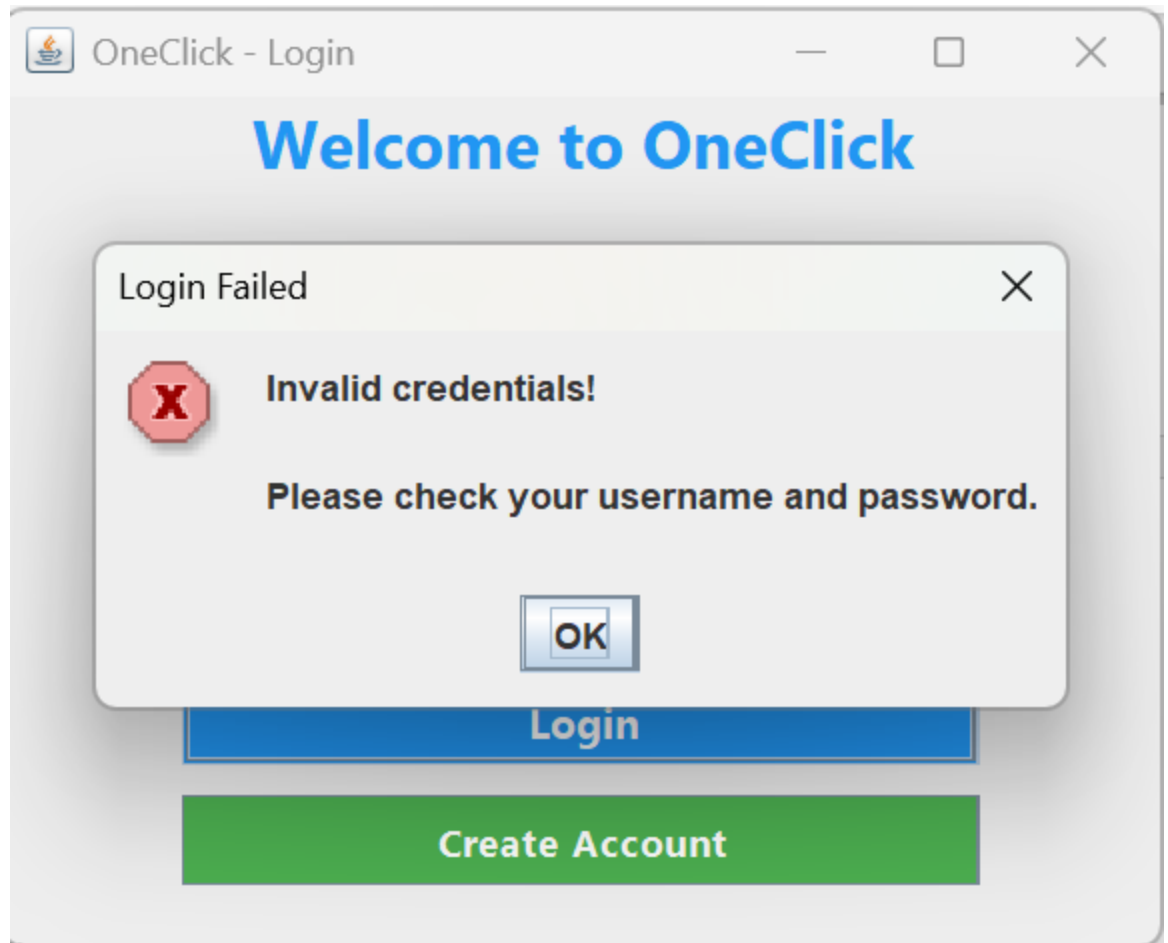 OneClick - Login
Welcome to OneClick
Login Failed
Invalid credentials!
Please check your username and password.
OK
Login
Create Account